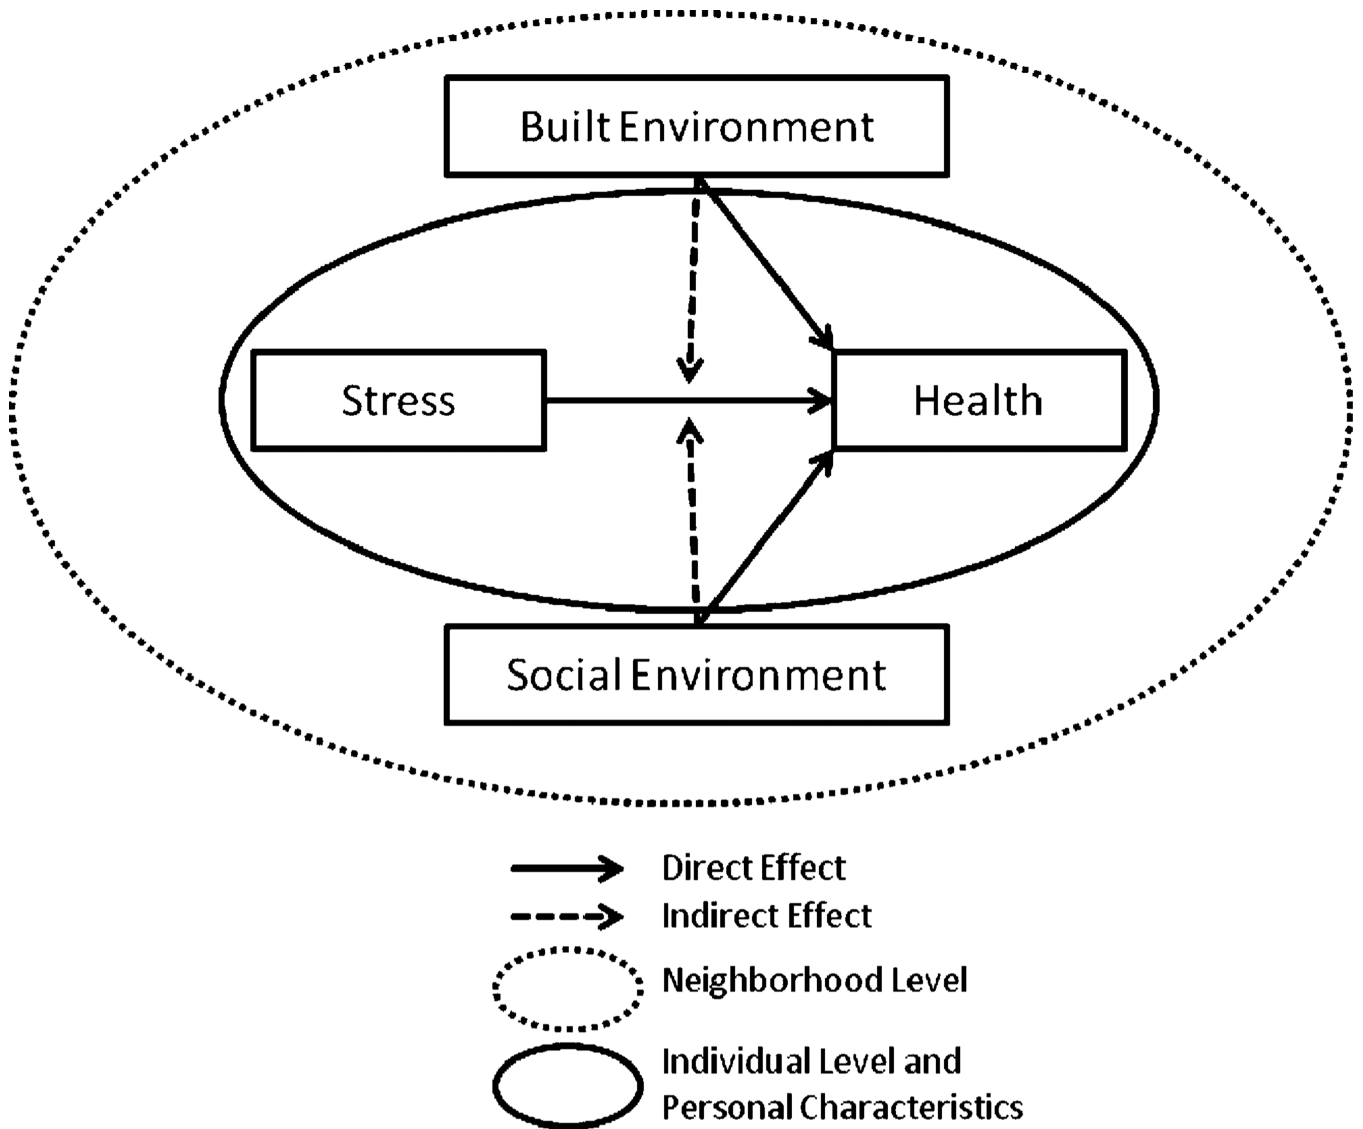 Built Environment
Stress
Health
Social Environment
Direct Effect
Indirect Effect
Neighborhood Level
Individual Level and
Personal Characteristics